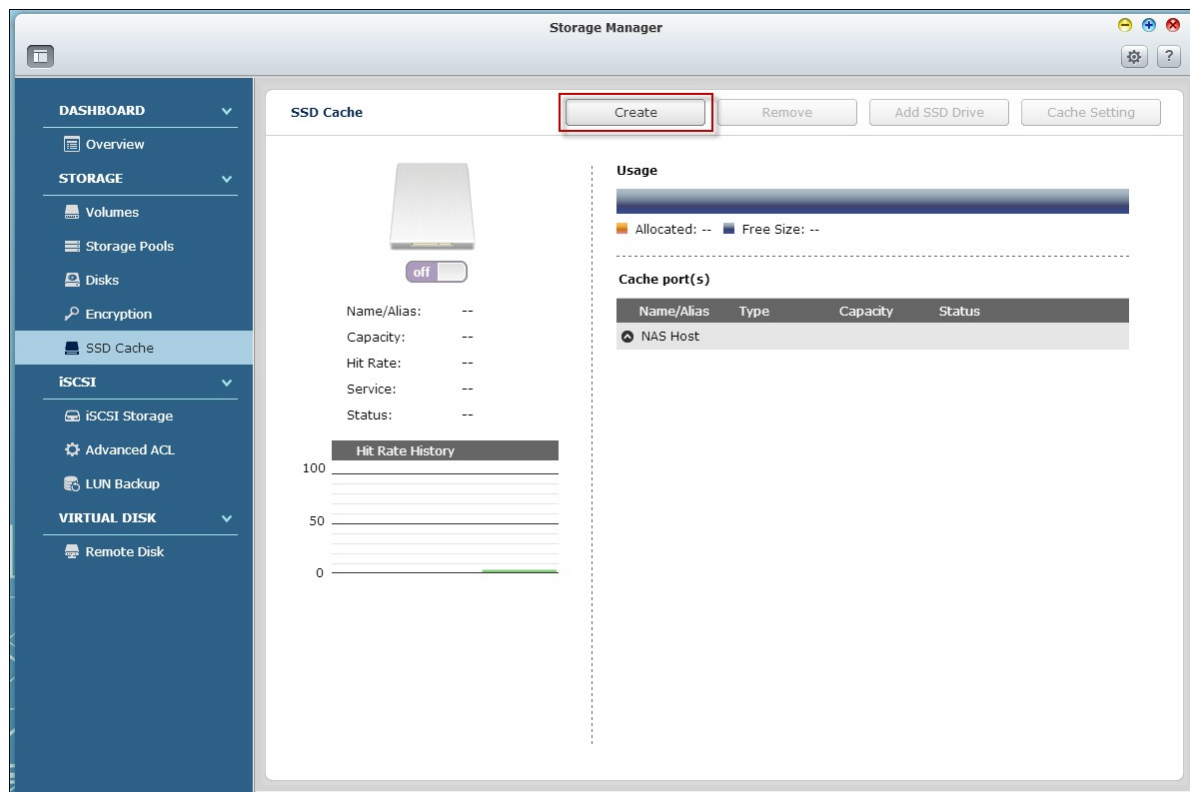 Storage Manager
?
DASHBOARD
Overview
STORAGE
Volumes
Storage Pools
Disks
Encryption
SSD Cache
iSCSI
iSCSI Storage
Advanced ACL
LUN Backup
VIRTUAL DISK
Remote Disk
SSD Cache Create Remove Add SSD Drive Cache Setting
off
Name/Alias: --
Capacity: --
Hit Rate: --
Service: --
Status: --
Hit Rate History
100
50
0
Usage
Allocated: -- Free Size: --
Cache port(s)
Name/Alias Type Capacity Status
NAS Host